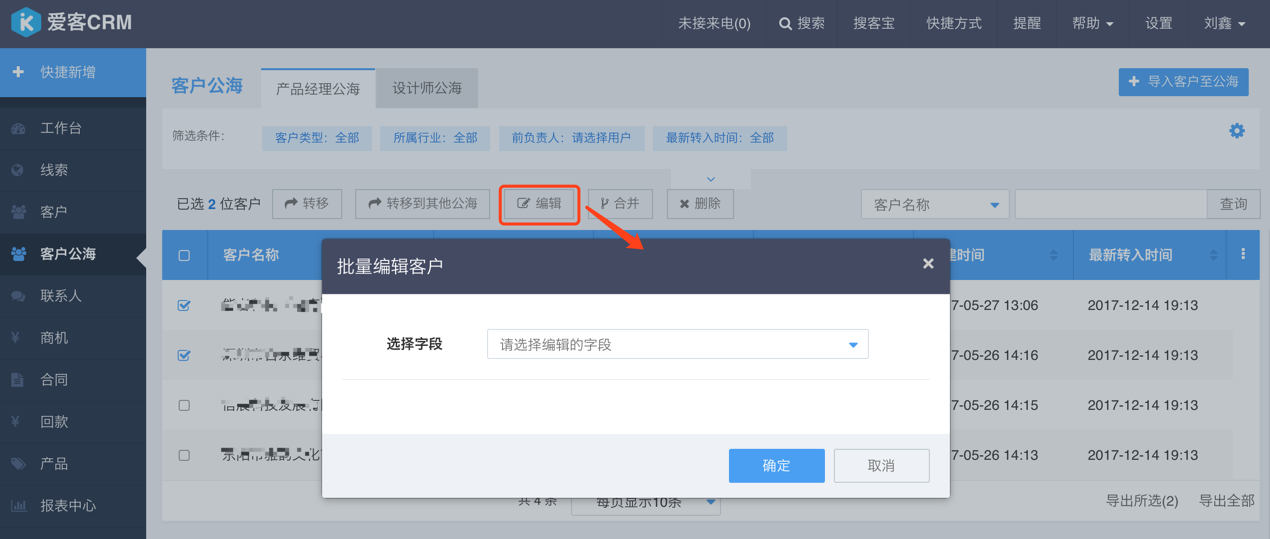 爱客CRM
未接来电(0)
搜索
搜客宝
快捷方式
提醒
帮助
设置
刘鑫
快捷新增
工作台
线索
客户
客户公海
联系人
商机
合同
回款
产品
报表中心
客户公海
产品经理公海
设计师公海
导入客户至公海
筛选条件:
客户类型: 全部
所属行业: 全部
前负责人: 请选择用户
最新转入时间: 全部
已选 2 位客户
转移
转移到其他公海
编辑
合并
删除
客户名称
查询
客户名称
建时间
最新转入时间
7-05-27 13:06
2017-12-14 19:13
7-05-26 14:16
2017-12-14 19:13
7-05-26 14:15
2017-12-14 19:13
7-05-26 14:13
2017-12-14 19:13
批量编辑客户
选择字段
请选择编辑的字段
确定
取消
共 4 条
每页显示10条
导出所选(2)
导出全部